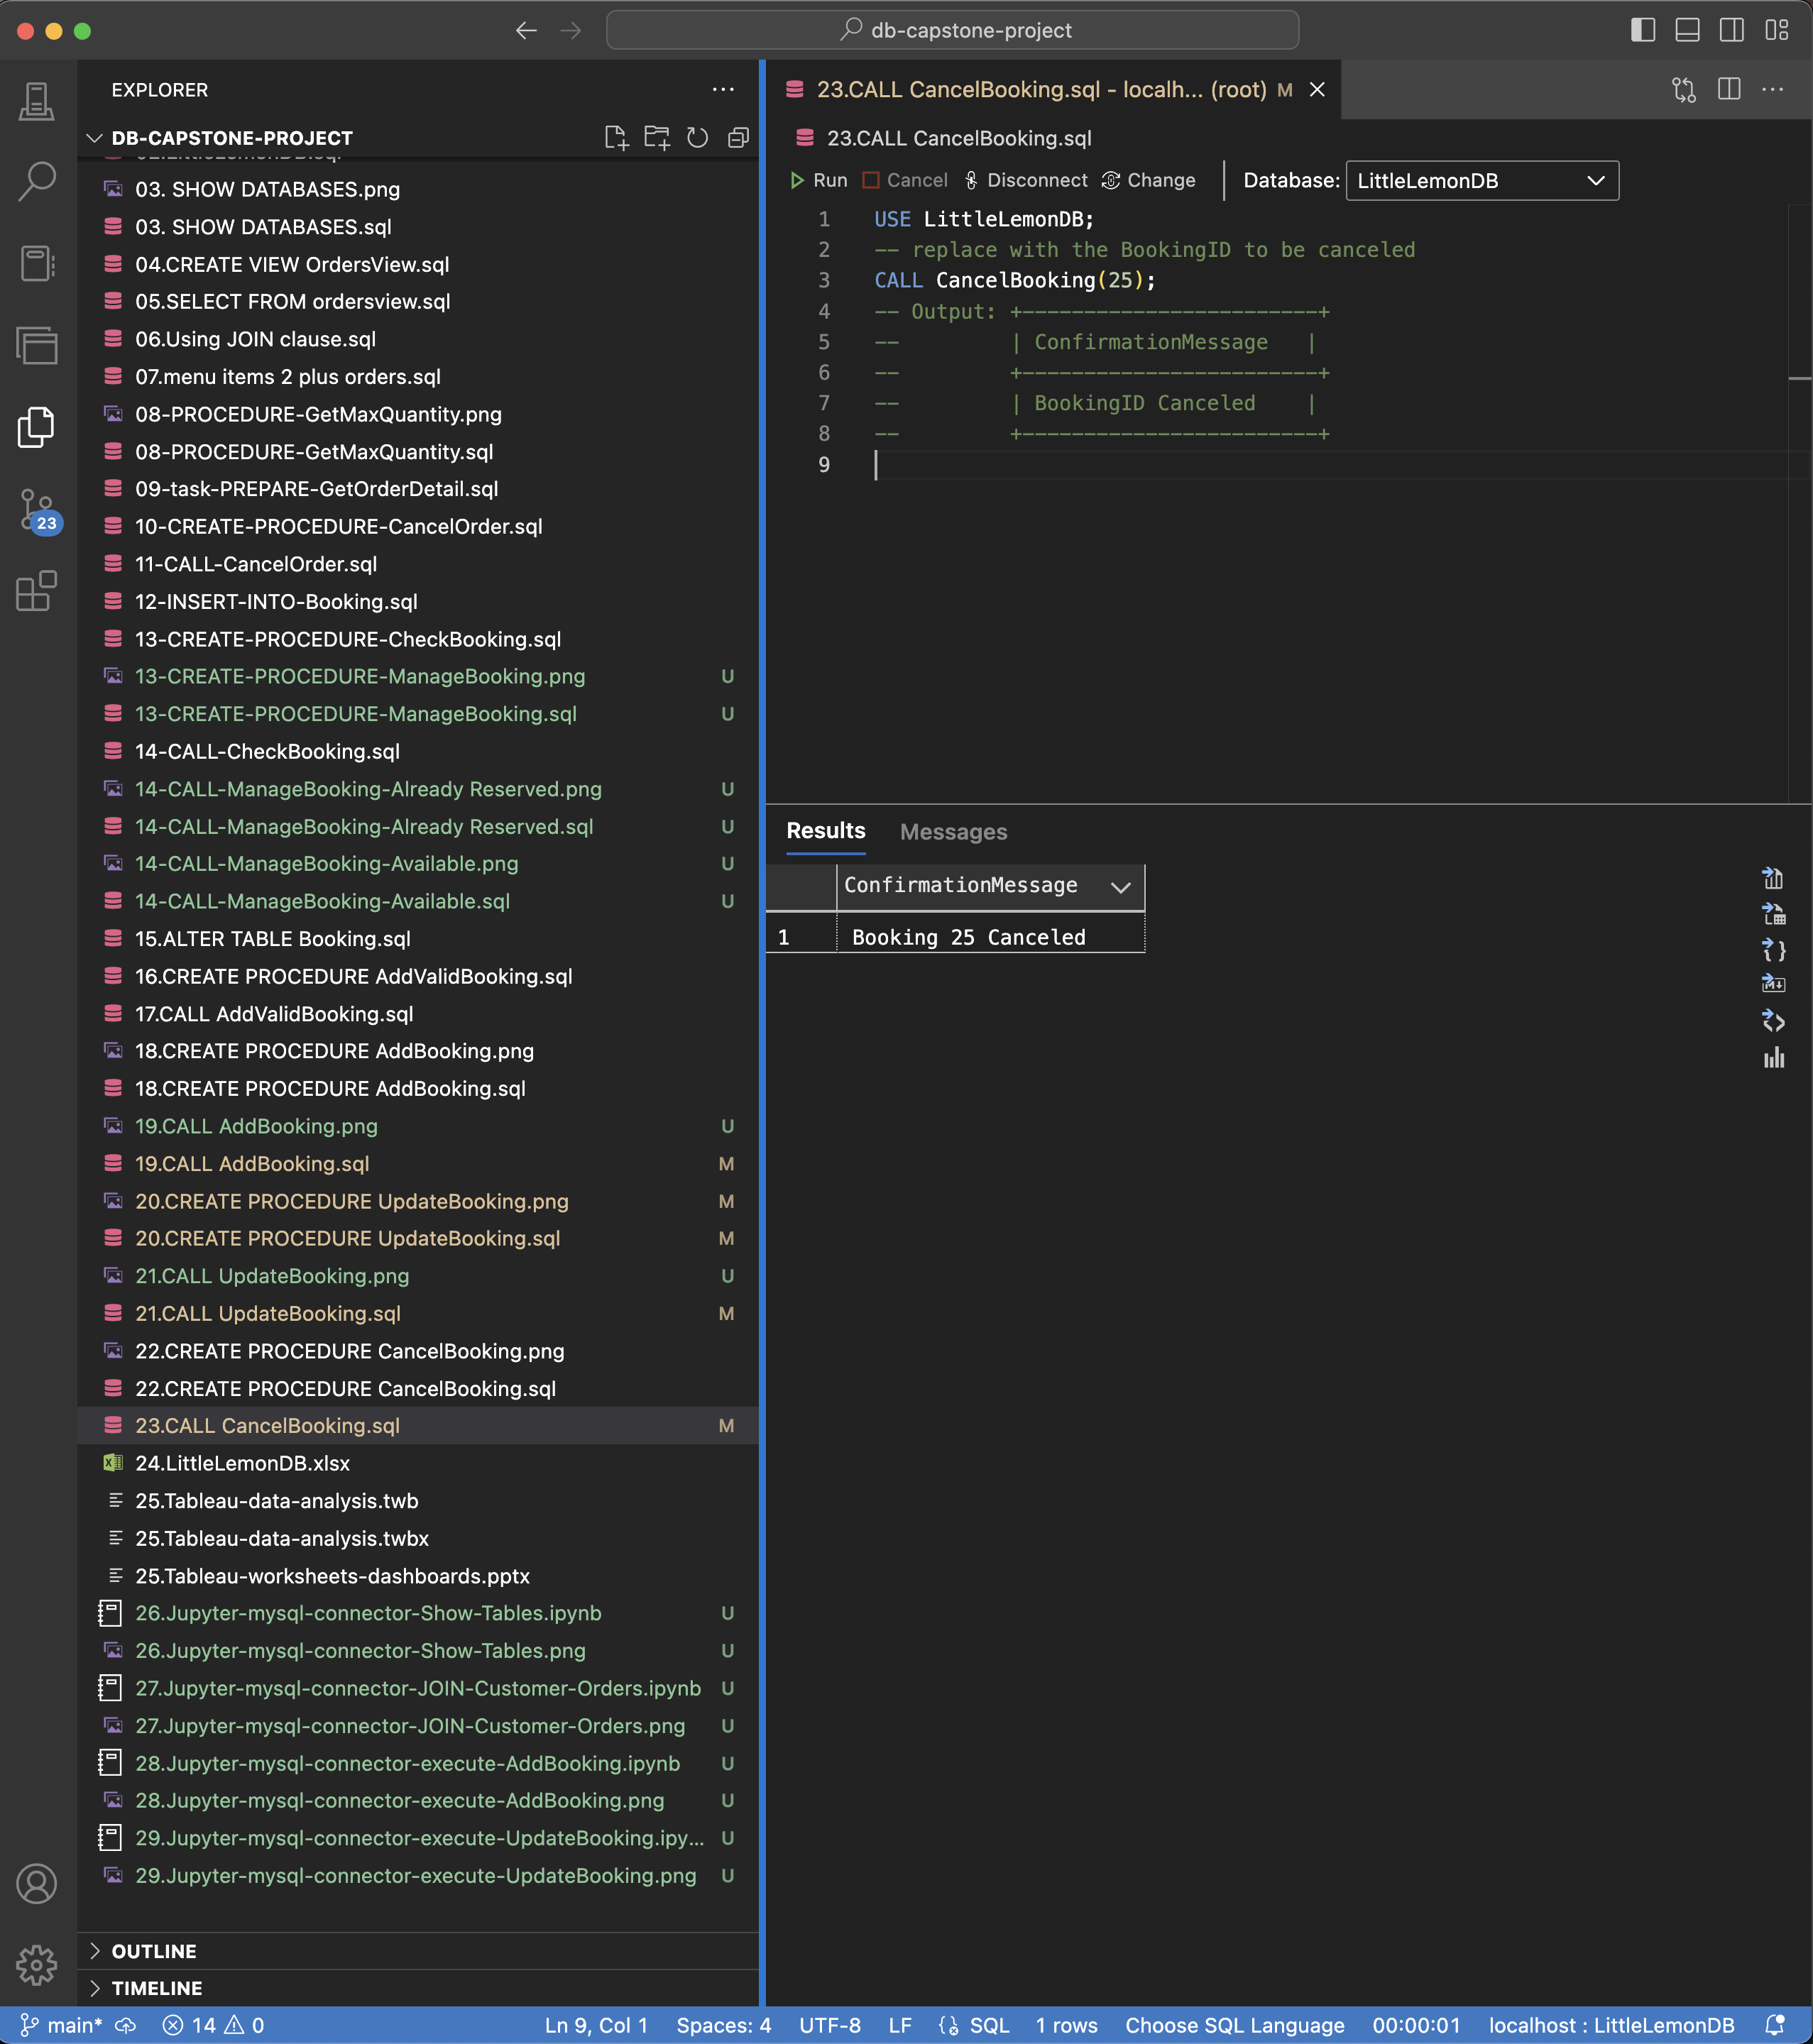 db-capstone-project
EXPLORER
DB-CAPSTONE-PROJECT
02.LittleLemonDB.sql
03. SHOW DATABASES.png
03. SHOW DATABASES.sql
04.CREATE VIEW OrdersView.sql
05.SELECT FROM ordersview.sql
06.Using JOIN clause.sql
07.menu items 2 plus orders.sql
08-PROCEDURE-GetMaxQuantity.png
08-PROCEDURE-GetMaxQuantity.sql
09-task-PREPARE-GetOrderDetail.sql
10-CREATE-PROCEDURE-CancelOrder.sql
11-CALL-CancelOrder.sql
12-INSERT-INTO-Booking.sql
13-CREATE-PROCEDURE-CheckBooking.sql
13-CREATE-PROCEDURE-ManageBooking.png U
13-CREATE-PROCEDURE-ManageBooking.sql U
14-CALL-CheckBooking.sql
14-CALL-ManageBooking-Already Reserved.png U
14-CALL-ManageBooking-Already Reserved.sql U
14-CALL-ManageBooking-Available.png U
14-CALL-ManageBooking-Available.sql U
15.ALTER TABLE Booking.sql
16.CREATE PROCEDURE AddValidBooking.sql
17.CALL AddValidBooking.sql
18.CREATE PROCEDURE AddBooking.png
18.CREATE PROCEDURE AddBooking.sql
19.CALL AddBooking.png U
19.CALL AddBooking.sql M
20.CREATE PROCEDURE UpdateBooking.png M
20.CREATE PROCEDURE UpdateBooking.sql M
21.CALL UpdateBooking.png U
21.CALL UpdateBooking.sql M
22.CREATE PROCEDURE CancelBooking.png
22.CREATE PROCEDURE CancelBooking.sql
23.CALL CancelBooking.sql M
24.LittleLemonDB.xlsx
25.Tableau-data-analysis.twb
25.Tableau-data-analysis.twbx
25.Tableau-worksheets-dashboards.pptx
26.Jupyter-mysql-connector-Show-Tables.ipynb U
26.Jupyter-mysql-connector-Show-Tables.png U
27.Jupyter-mysql-connector-JOIN-Customer-Orders.ipynb U
27.Jupyter-mysql-connector-JOIN-Customer-Orders.png U
28.Jupyter-mysql-connector-execute-AddBooking.ipynb U
28.Jupyter-mysql-connector-execute-AddBooking.png U
29.Jupyter-mysql-connector-execute-UpdateBooking.ipy... U
29.Jupyter-mysql-connector-execute-UpdateBooking.png U
OUTLINE
TIMELINE
23
23.CALL CancelBooking.sql - localh... (root) M
23.CALL CancelBooking.sql
Run Cancel Disconnect Change Database: LittleLemonDB
1 USE LittleLemonDB;
2 -- replace with the BookingID to be canceled
3 CALL CancelBooking(25);
4 -- Output: +------------------------+
5 -- | ConfirmationMessage |
6 -- +------------------------+
7 -- | BookingID Canceled |
8 -- +------------------------+
9
Results Messages
ConfirmationMessage
1 Booking 25 Canceled
main* 14 0 Ln 9, Col 1 Spaces: 4 UTF-8 LF SQL 1 rows Choose SQL Language 00:00:01 localhost : LittleLemonDB